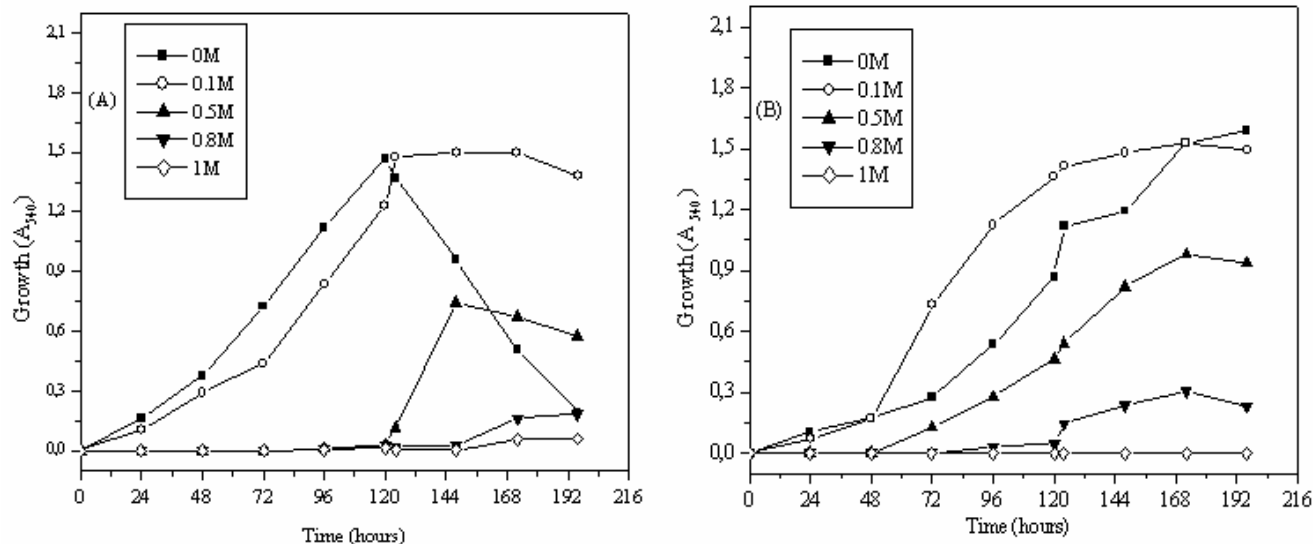 2,1
1,8
1,5
1,2
0,9
0,6
0,3
0,0
Growth (A540)
(A)
0M
0.1M
0.5M
0.8M
1M
0 24 48 72 96 120 144 168 192 216
Time (hours)
2,1
1,8
1,5
1,2
0,9
0,6
0,3
0,0
Growth (A540)
(B)
0M
0.1M
0.5M
0.8M
1M
0 24 48 72 96 120 144 168 192 216
Time (hours)